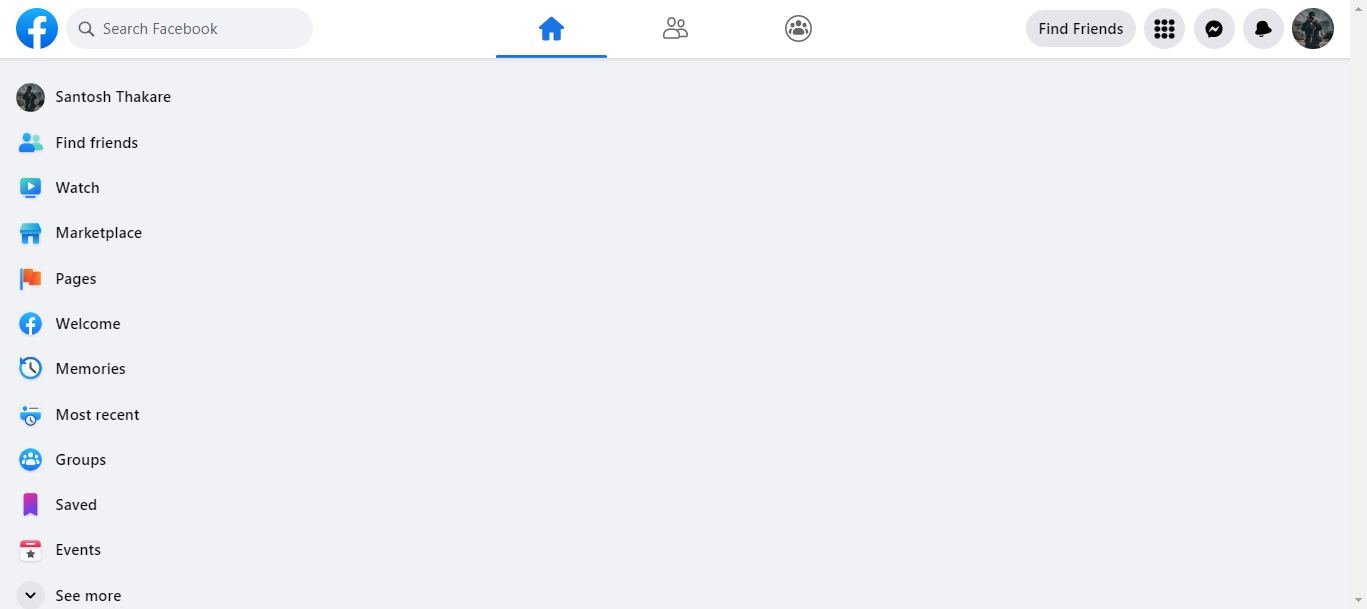 Search Facebook
Find Friends
Santosh Thakare
Find friends
Watch
Marketplace
Pages
Welcome
Memories
Most recent
Groups
Saved
Events
See more